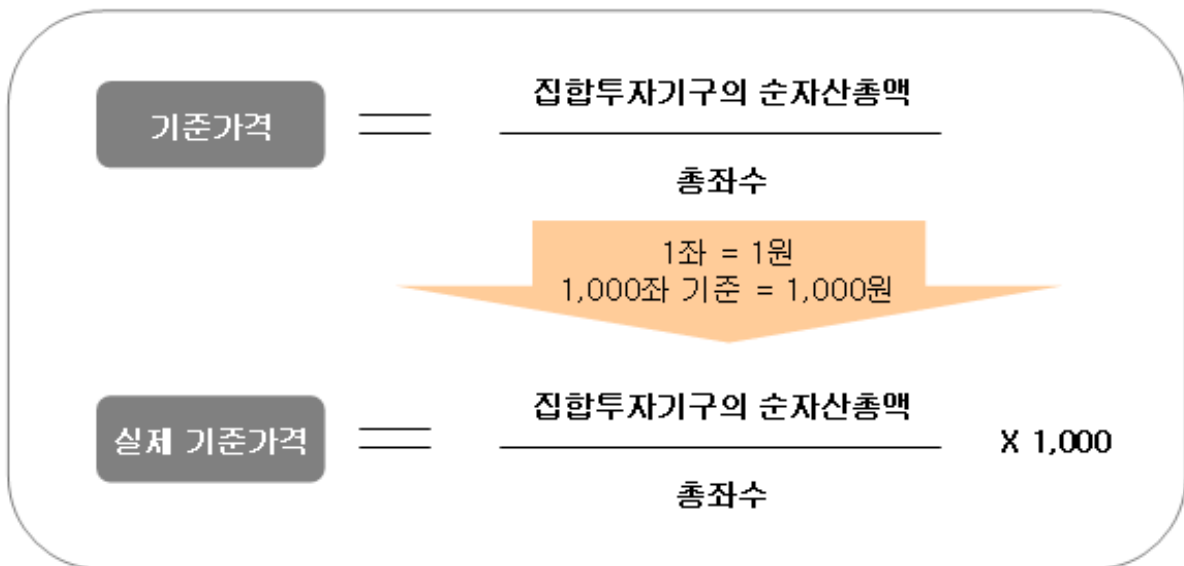 집합투자기구의 순자산총액
기준가격
총좌수
1좌 = 1원
1,000좌 기준 = 1,000원
집합투자기구의 순자산총액
실제 기준가격
X 1,000
총좌수